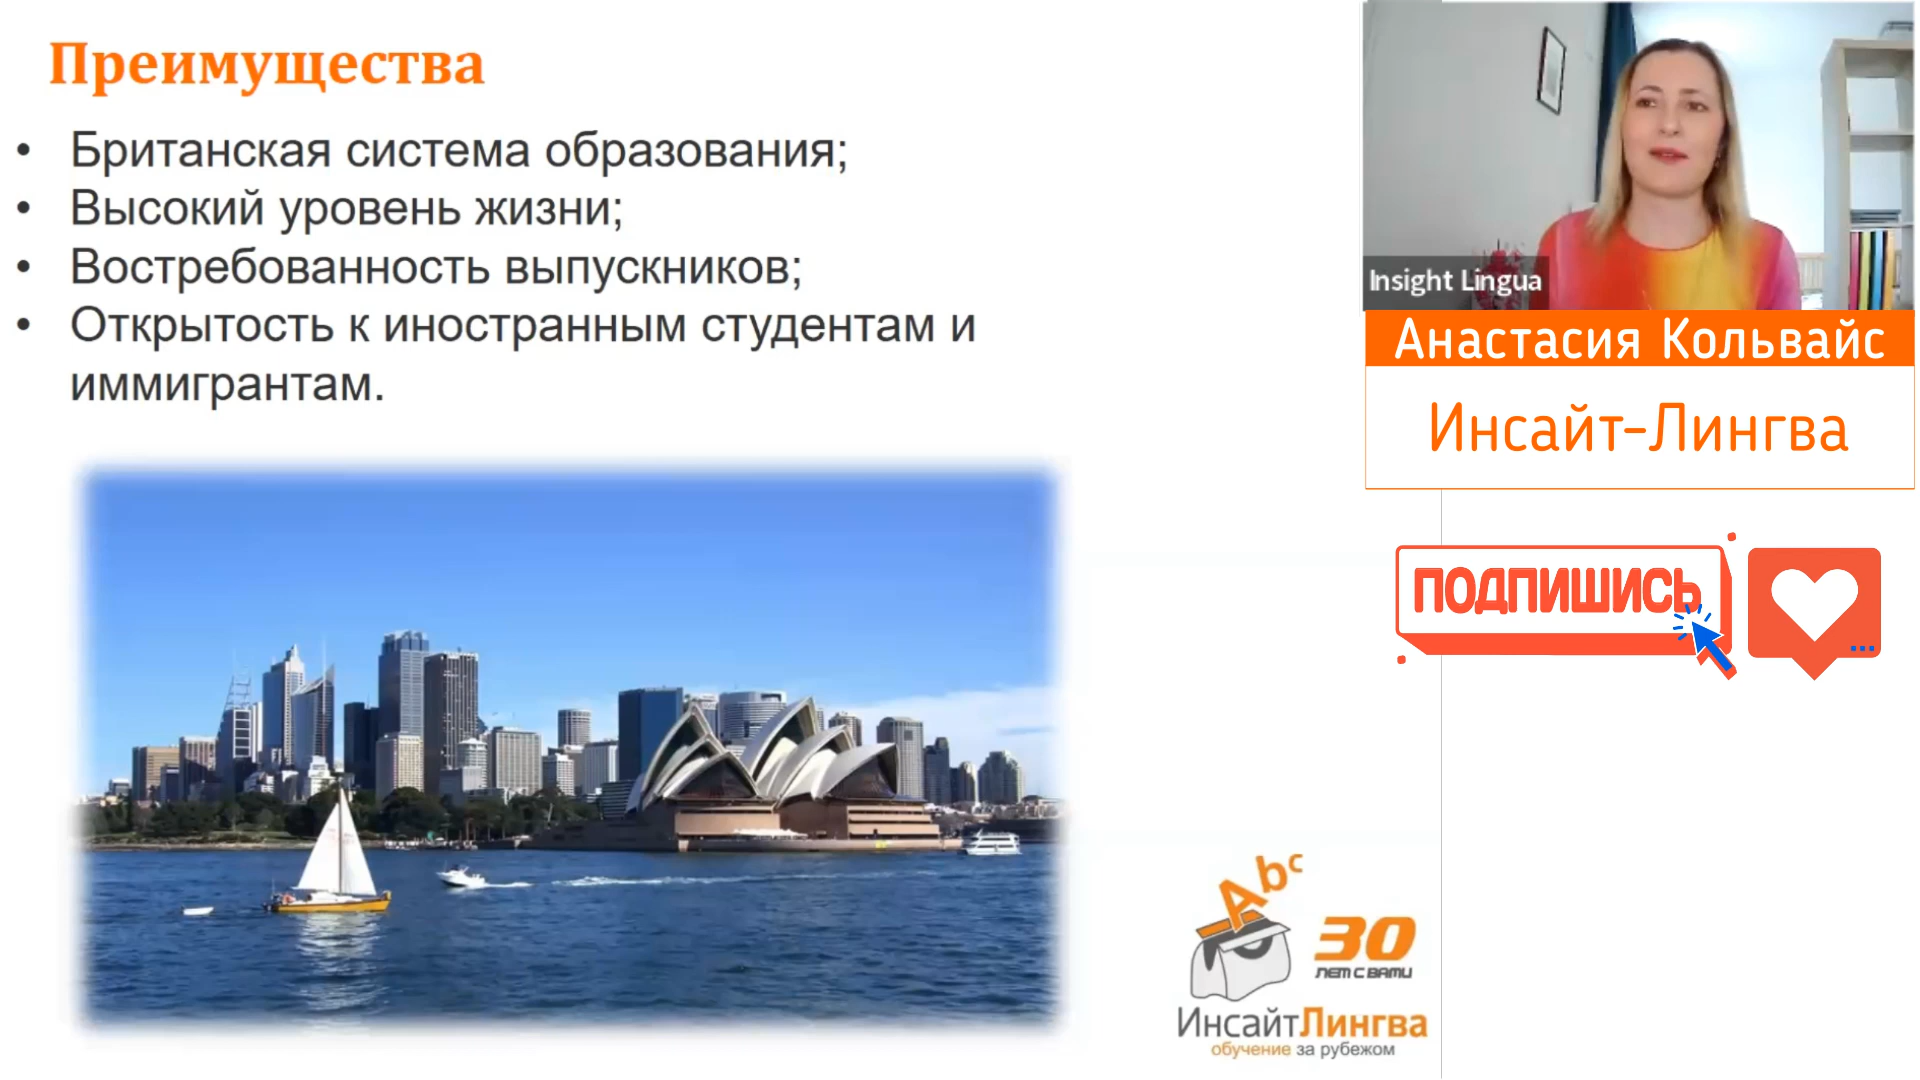 Преимущества
• Британская система образования;
• Высокий уровень жизни;
• Востребованность выпускников;
• Открытость к иностранным студентам и
иммигрантам.
Insight Lingua
Анастасия Кольвайс
Инсайт-Лингва
ПОДПИШИСЬ
Abc
30
ЛЕТ С ВАМИ
ИнсайтЛингва
обучение за рубежом